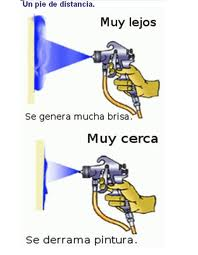 Un pie de distancia.
Muy lejos
Se genera mucha brisa.
Muy cerca
Se derrama pintura.